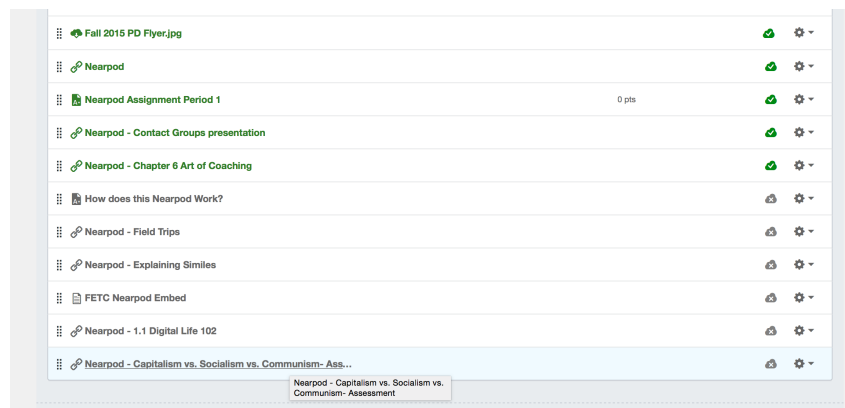 Fall 2015 PD Flyer.jpg
Nearpod
Nearpod Assignment Period 1
0 pts
Nearpod - Contact Groups presentation
Nearpod - Chapter 6 Art of Coaching
How does this Nearpod Work?
Nearpod - Field Trips
Nearpod - Explaining Similes
FETC Nearpod Embed
Nearpod - 1.1 Digital Life 102
Nearpod - Capitalism vs. Socialism vs. Communism- Ass...
Nearpod - Capitalism vs. Socialism vs.
Communism- Assessment